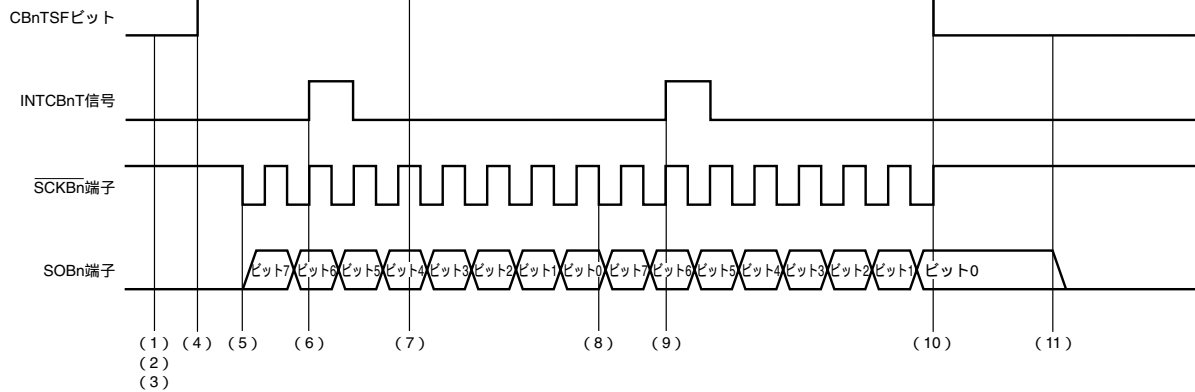 CBnTSFビット
INTCBnT信号
SCKBn端子
SOBn端子
ビット7 ビット6 ビット5 ビット4 ビット3 ビット2 ビット1 ビット0 ビット7 ビット6 ビット5 ビット4 ビット3 ビット2 ビット1 ビット0
(1) (4) (5) (6) (7) (8) (9) (10) (11)
(2)
(3)